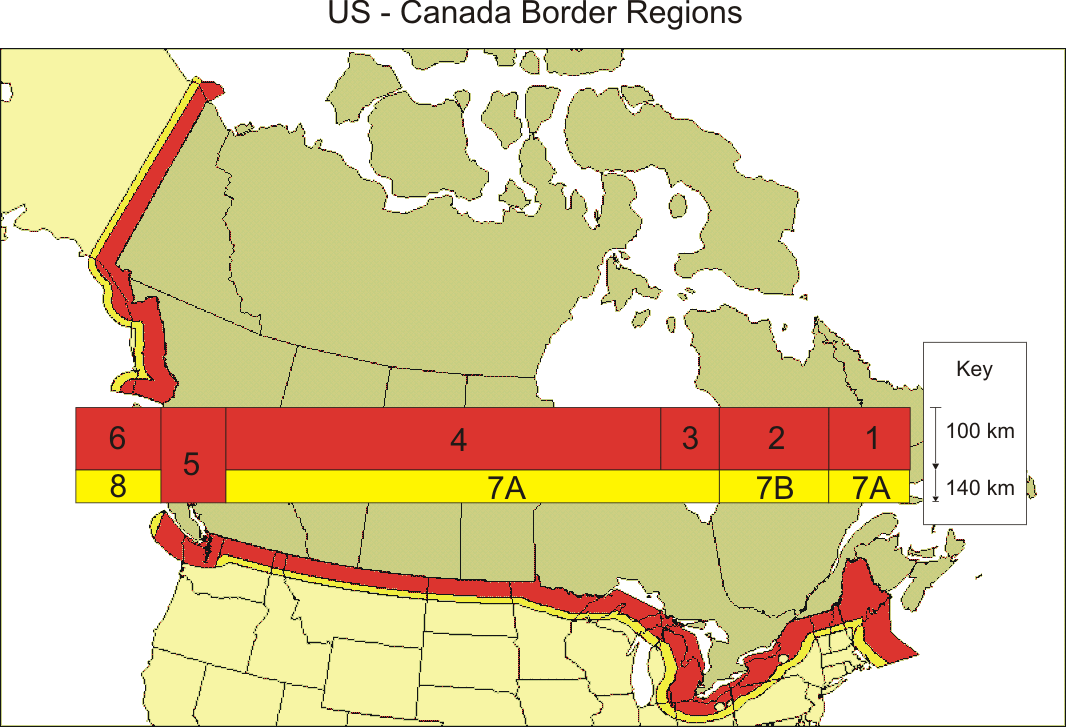 US - Canada Border Regions
Key
6 5 4 3 2 1 100 km
8 7A 7B 7A 140 km